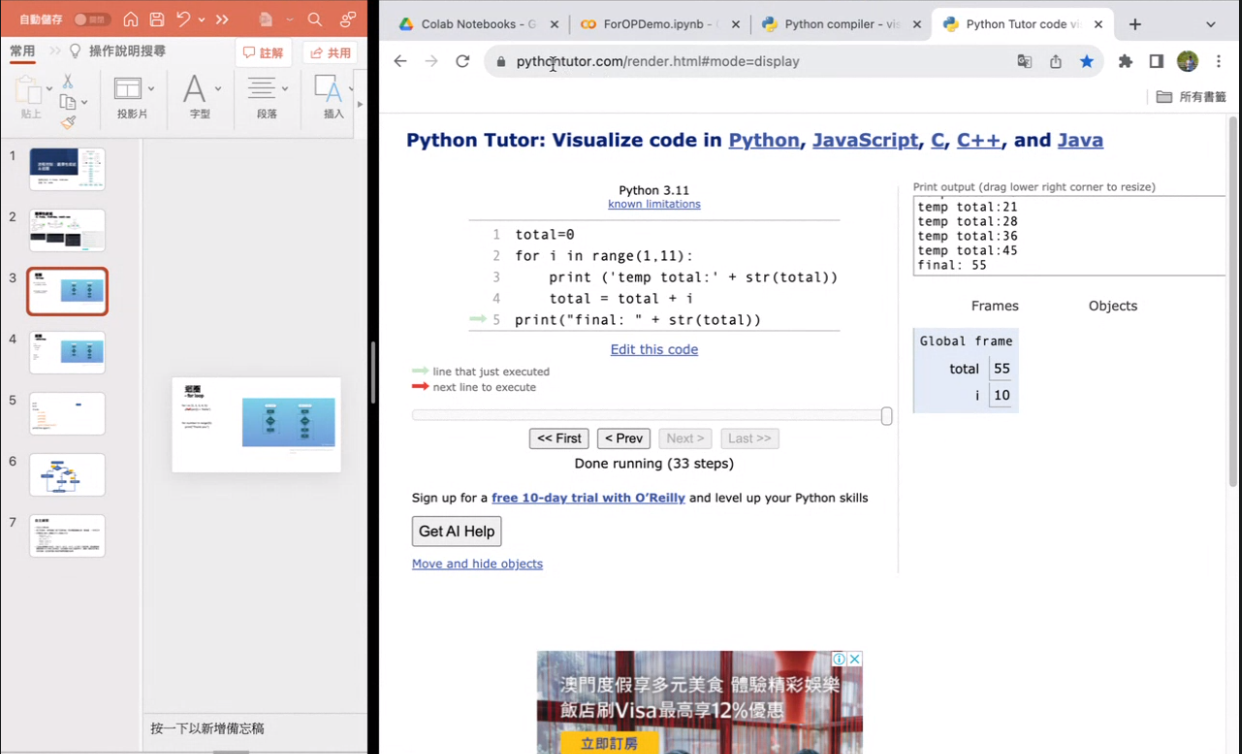 自動儲存
常用
操作說明搜尋
註解
共用
貼上
投影片
字型
段落
插入
1
2
3
4
5
6
7
迴圈
- for loop
按一下以新增備忘稿
Colab Notebooks - G
ForOPDemo.ipynb -
Python compiler - vis
Python Tutor code vi
pythontutor.com/render.html#mode=display
所有書籤
Python Tutor: Visualize code in Python, JavaScript, C, C++, and Java
Python 3.11
known limitations
1 total=0
2 for i in range(1,11):
3 print ('temp total:' + str(total))
4 total = total + i
5 print("final: " + str(total))
Edit this code
line that just executed
next line to execute
<< First
< Prev
Next >
Last >>
Done running (33 steps)
Sign up for a free 10-day trial with O'Reilly and level up your Python skills
Get AI Help
Move and hide objects
Print output (drag lower right corner to resize)
temp total:21
temp total:28
temp total:36
temp total:45
final: 55
Frames
Objects
Global frame
total 55
i 10
澳門度假享多元美食 體驗精彩娛樂
飯店刷Visa最高享12%優惠
立即訂房